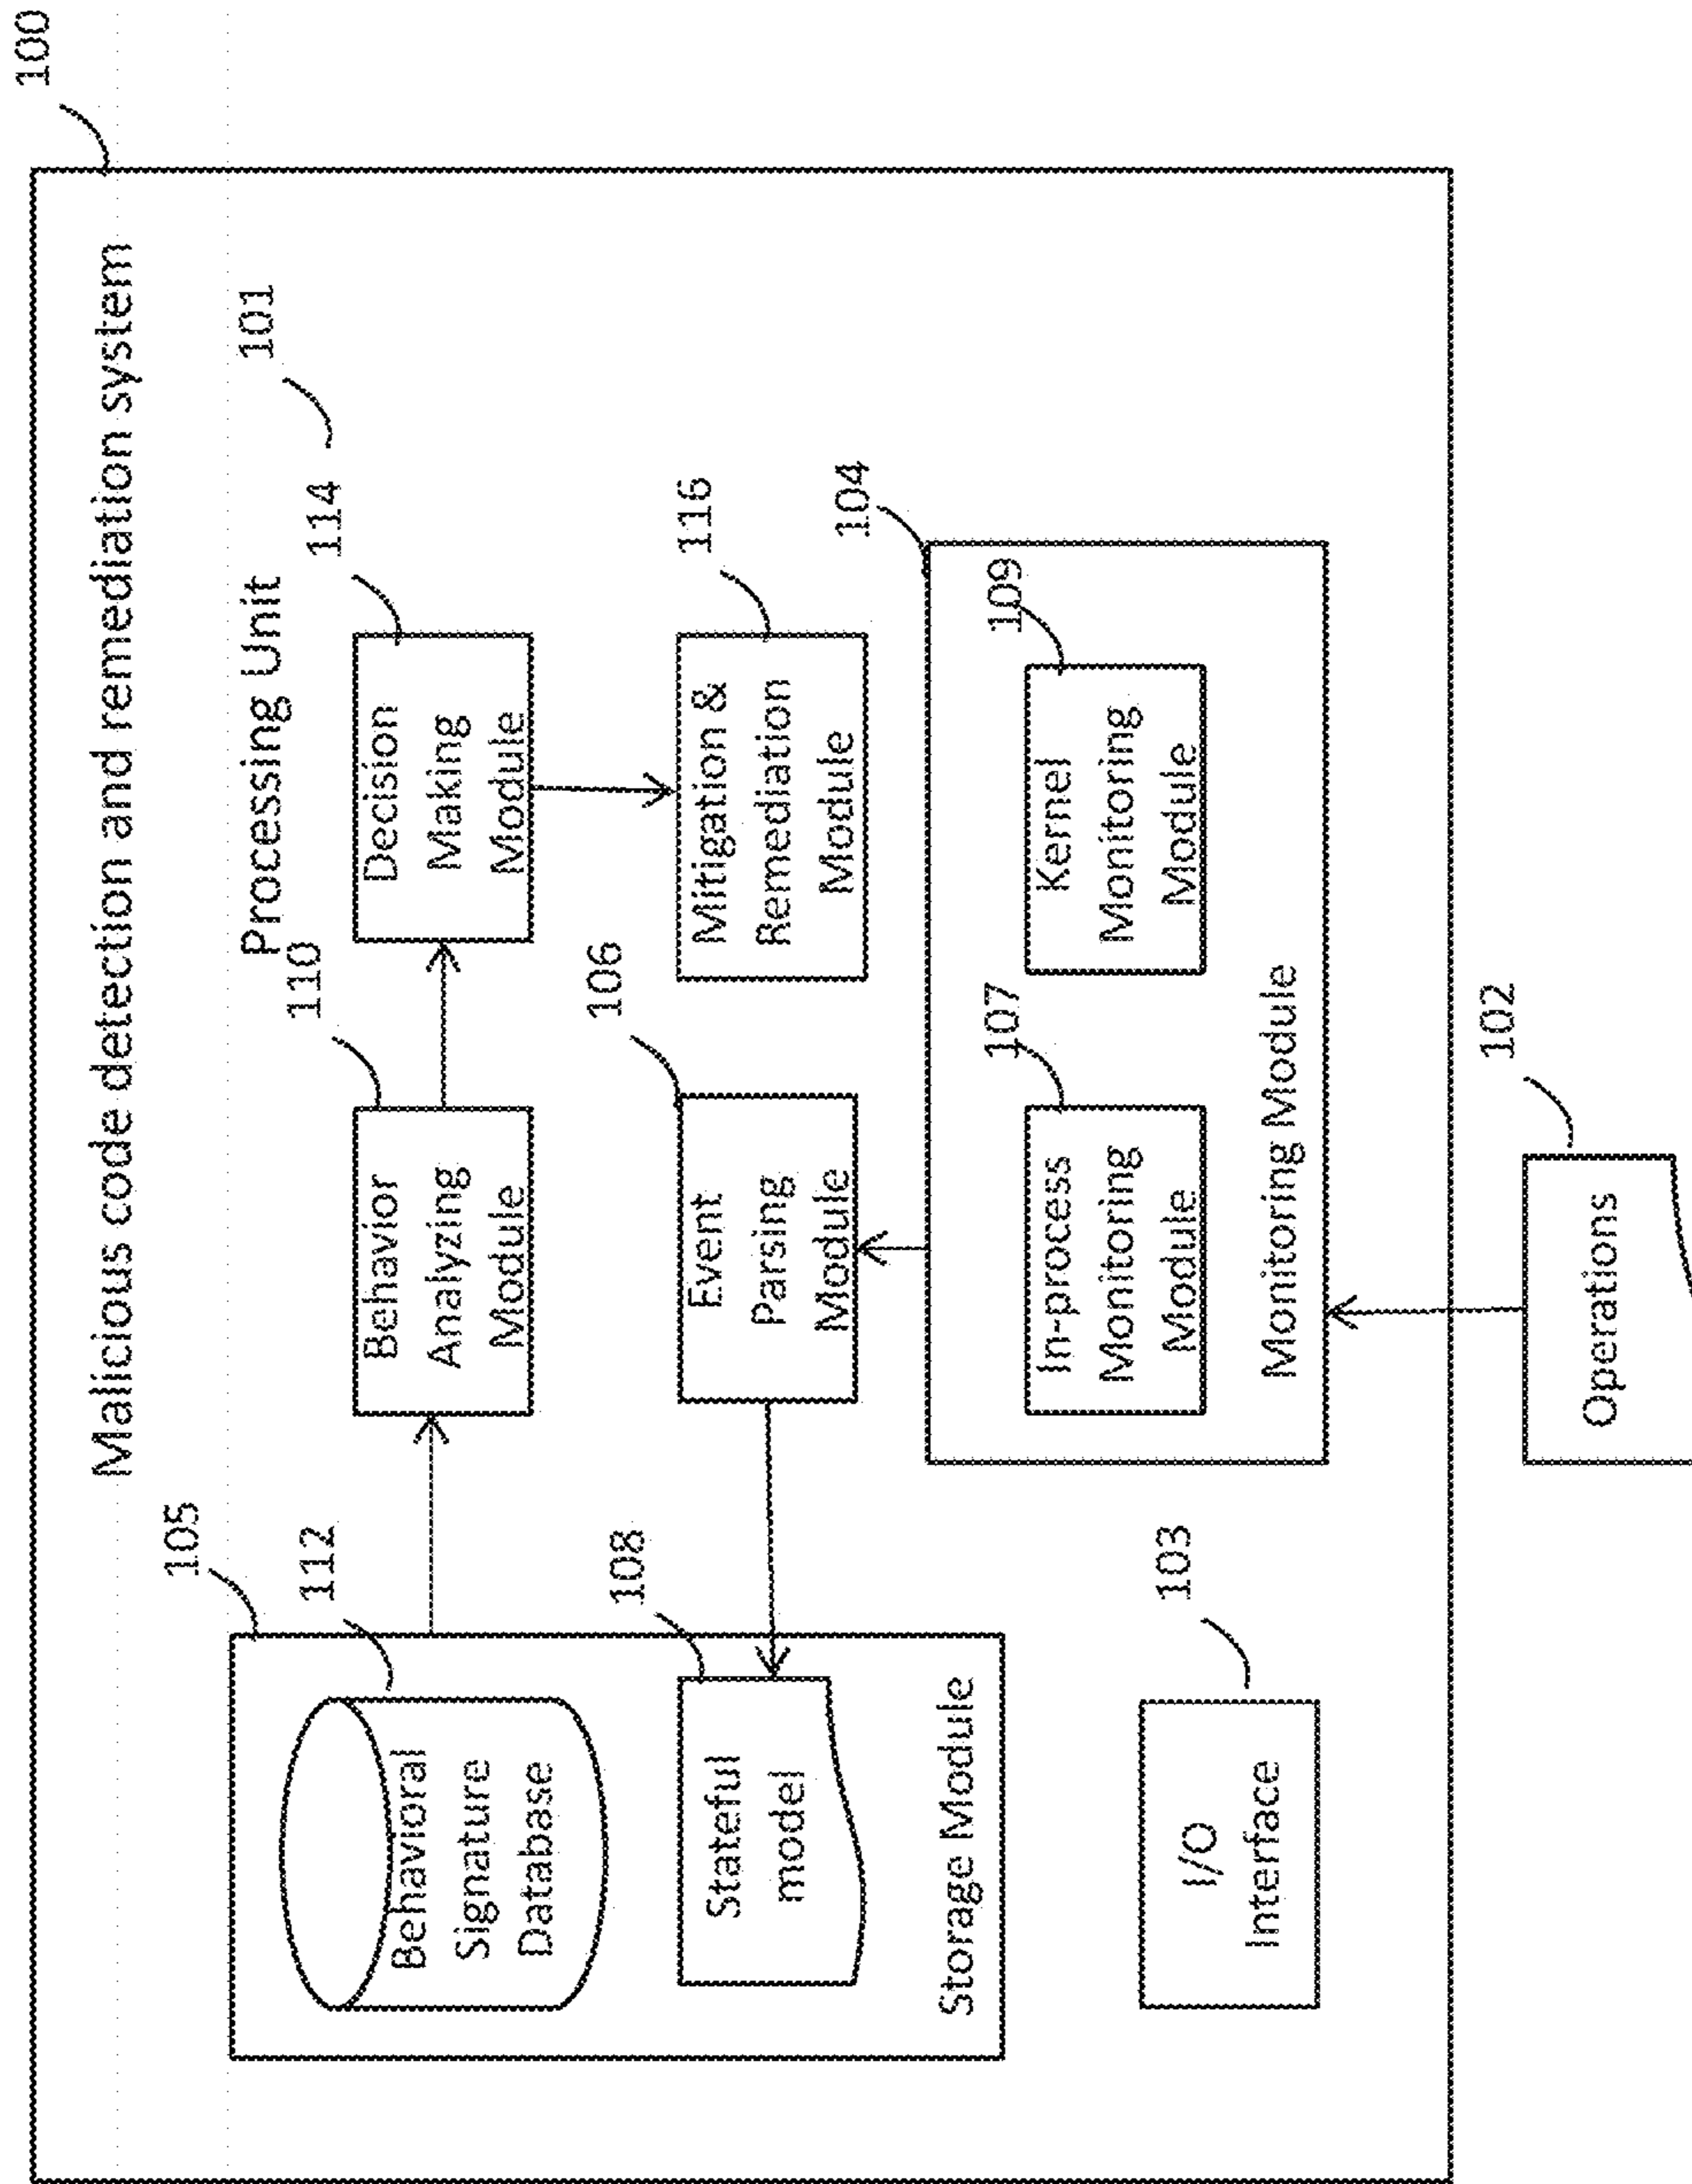 100
Malicious code detection and remediation system
105
112
Behavioral
Signature
Database
108
Stateful
model
Storage Module
103
I/O
Interface
Processing Unit
101
110
Behavior
Analyzing
Module
114
Decision
Making
Module
106
Event
Parsing
Module
116
Mitigation &
Remediation
Module
104
107
In-process
Monitoring
Module
109
Kernel
Monitoring
Module
Monitoring Module
102
Operations